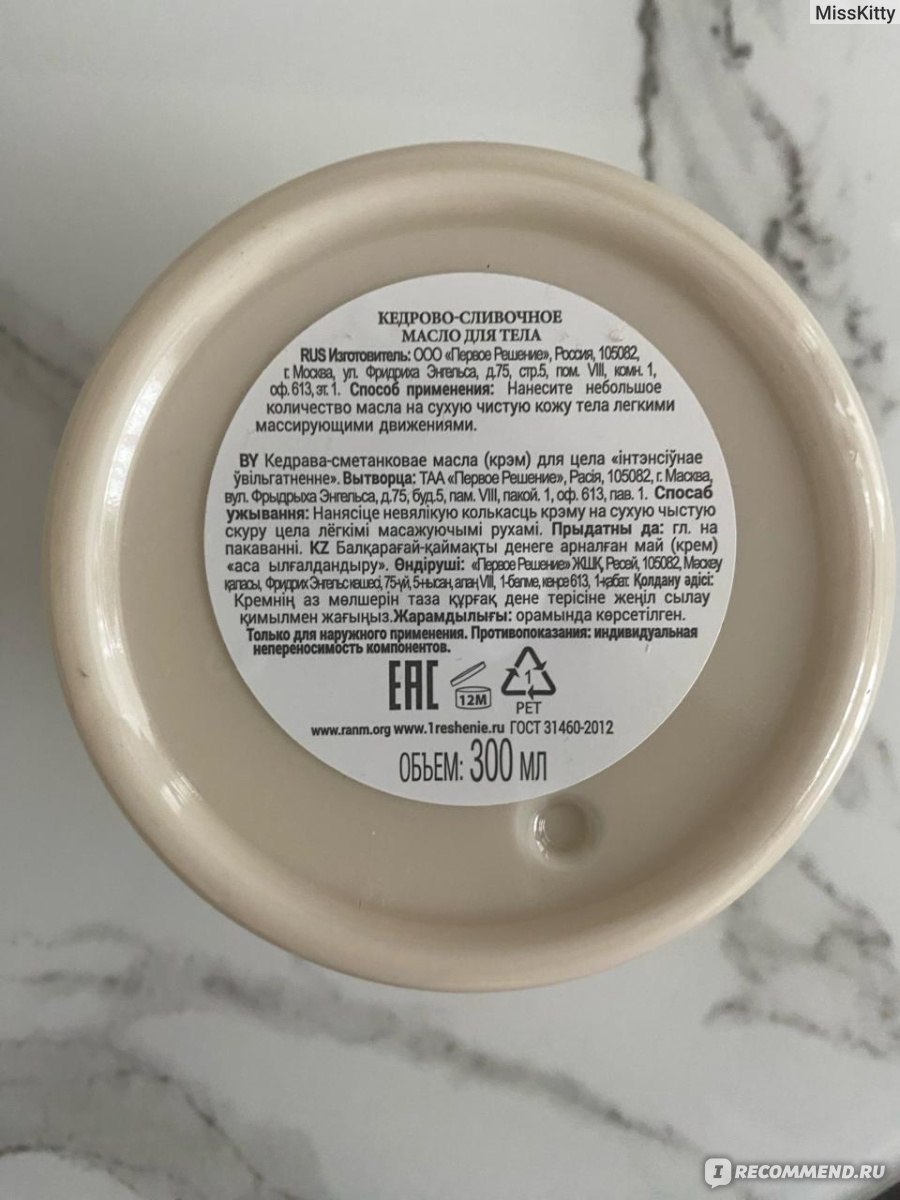 MissKitty
КЕДРОВО-СЛИВОЧНОЕ
МАСЛО ДЛЯ ТЕЛА
RUS Изготовитель: ООО «Первое Решение», Россия, 105082,
г. Москва, ул. Фридриха Энгельса, д.75, стр.5, пом. VIII, комн. 1,
оф. 613, эт. 1. Способ применения: Нанесите небольшое
количество масла на сухую чистую кожу тела легкими
массирующими движениями.
BY Кедрава-сметанковае масла (крэм) для цела «інтэнсіўнае
ўвільгатненне». Вытворца: ТАА «Первое Решение», Расія, 105082, г. Масква,
вул. Фрыдрыха Энгельса, д.75, буд.5, пам. VIII, пакой. 1, оф. 613, пав. 1. Спосаб
ужывання: Нанясіце невялікую колькасць крэму на сухую чыстую
скуру цела лёгкімі масажуючымі рухамі. Прыдатны да: гл. на
пакаванні. KZ Балқарағай-қаймақты денеге арналған май (крем)
«аса ылғалдандыру». Өндіруші: «Первое Решение» ЖШҚ, Ресей, 105082, Мәскеу
қаласы, Фридрих Энгельс көшесі, 75-үй, 5-нысан, алаң VIII, 1-бөлме, кеңсе 613, 1-қабат. Қолдану әдісі:
Кремнің аз мөлшерін таза құрғақ дене терісіне жеңіл сылау
қимылмен жағыңыз.Жарамдылығы: орамында көрсетілген.
Только для наружного применения. Противопоказания: индивидуальная
непереносимость компонентов.
EAC 12M 1
PET
www.ranm.org www.1reshenie.ru ГОСТ 31460-2012
ОБЪЕМ: 300 МЛ
IRECOMMEND.RU